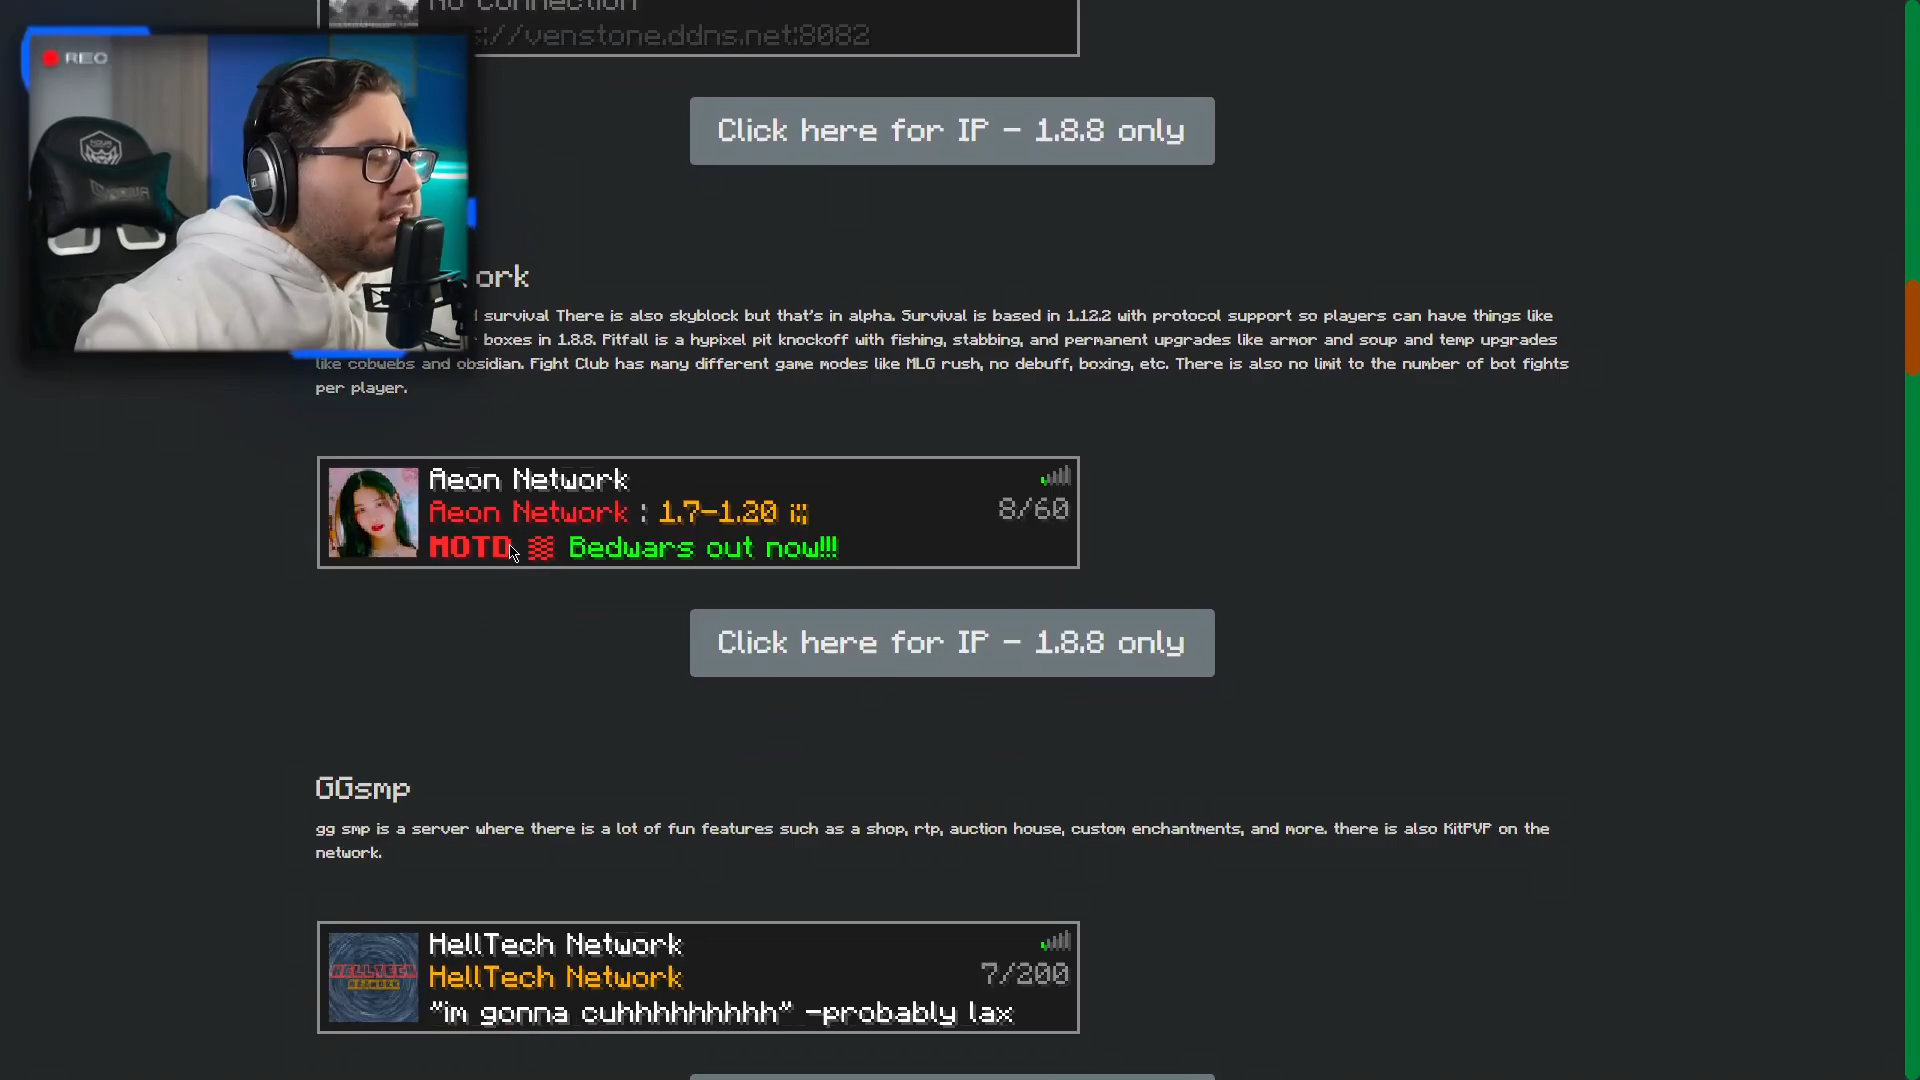 No connection
://venstone.ddns.net:8082
REC
Click here for IP - 1.8.8 only
ork
survival There is also skyblock but that's in alpha. Survival is based in 1.12.2 with protocol support so players can have things like
boxes in 1.8.8. Pitfall is a hypixel pit knockoff with fishing, stabbing, and permanent upgrades like armor and soup and temp upgrades
like cobwebs and obsidian. Fight Club has many different game modes like MLG rush, no debuff, boxing, etc. There is also no limit to the number of bot fights
per player.
Aeon Network
Aeon Network : 1.7-1.20
8/60
MOTD Bedwars out now!!!
Click here for IP - 1.8.8 only
GGsmp
gg smp is a server where there is a lot of fun features such as a shop, rtp, auction house, custom enchantments, and more. there is also KitPVP on the
network.
HellTech Network
HellTech Network
7/200
"im gonna cuhhhhhhhhhh" -probably lax
HELLTECH
NETWORK